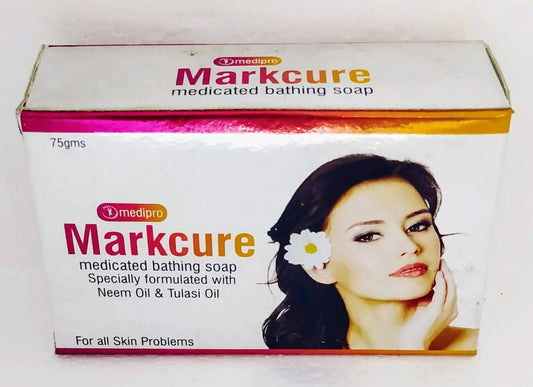 medipro
Markcure
medicated bathing soap
75gms
medipro
Markcure
medicated bathing soap
Specially formulated with
Neem Oil & Tulasi Oil
For all Skin Problems